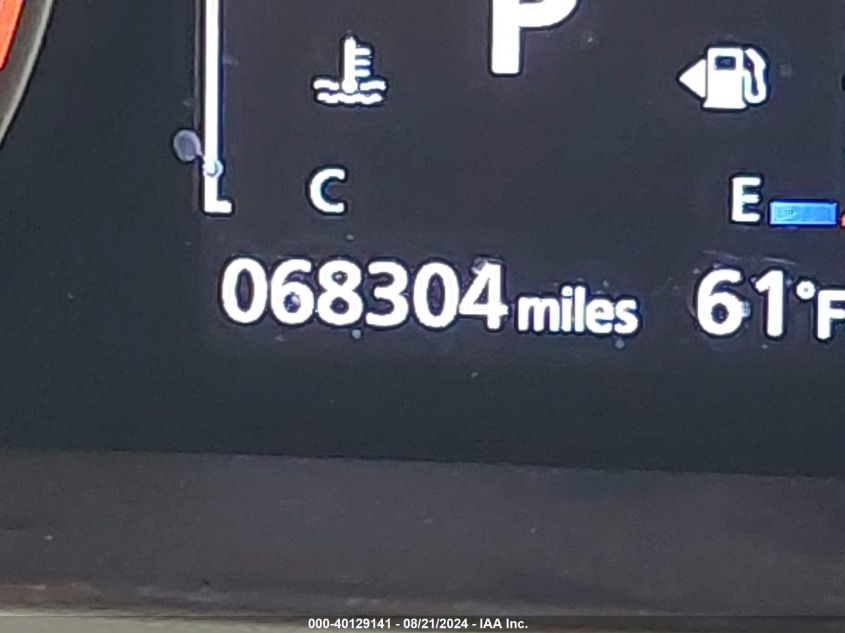 P
L C E
068304 miles 61°F
000-40129141 - 08/21/2024 - IAA Inc.